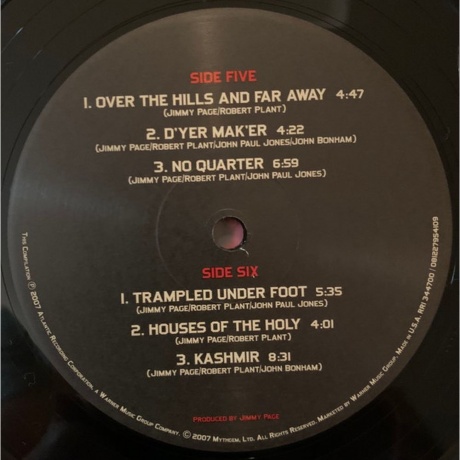 SIDE FIVE
1. OVER THE HILLS AND FAR AWAY 4:47
(JIMMY PAGE/ROBERT PLANT)
2. D'YER MAK'ER 4:22
(JIMMY PAGE/ROBERT PLANT/JOHN PAUL JONES/JOHN BONHAM)
3. NO QUARTER 6:59
(JIMMY PAGE/ROBERT PLANT/JOHN PAUL JONES)
SIDE SIX
1. TRAMPLED UNDER FOOT 5:35
(JIMMY PAGE/ROBERT PLANT/JOHN PAUL JONES)
2. HOUSES OF THE HOLY 4:01
(JIMMY PAGE/ROBERT PLANT)
3. KASHMIR 8:31
(JIMMY PAGE/ROBERT PLANT/JOHN BONHAM)
PRODUCED BY JIMMY PAGE
THIS COMPILATION ℗ 2007 ATLANTIC RECORDING CORPORATION, A WARNER MUSIC GROUP COMPANY. © 2007 MYTHGEM, LTD. ALL RIGHTS RESERVED. MARKETED BY WARNER MUSIC GROUP. MADE IN U.S.A. RR1 344700 / 081227954109